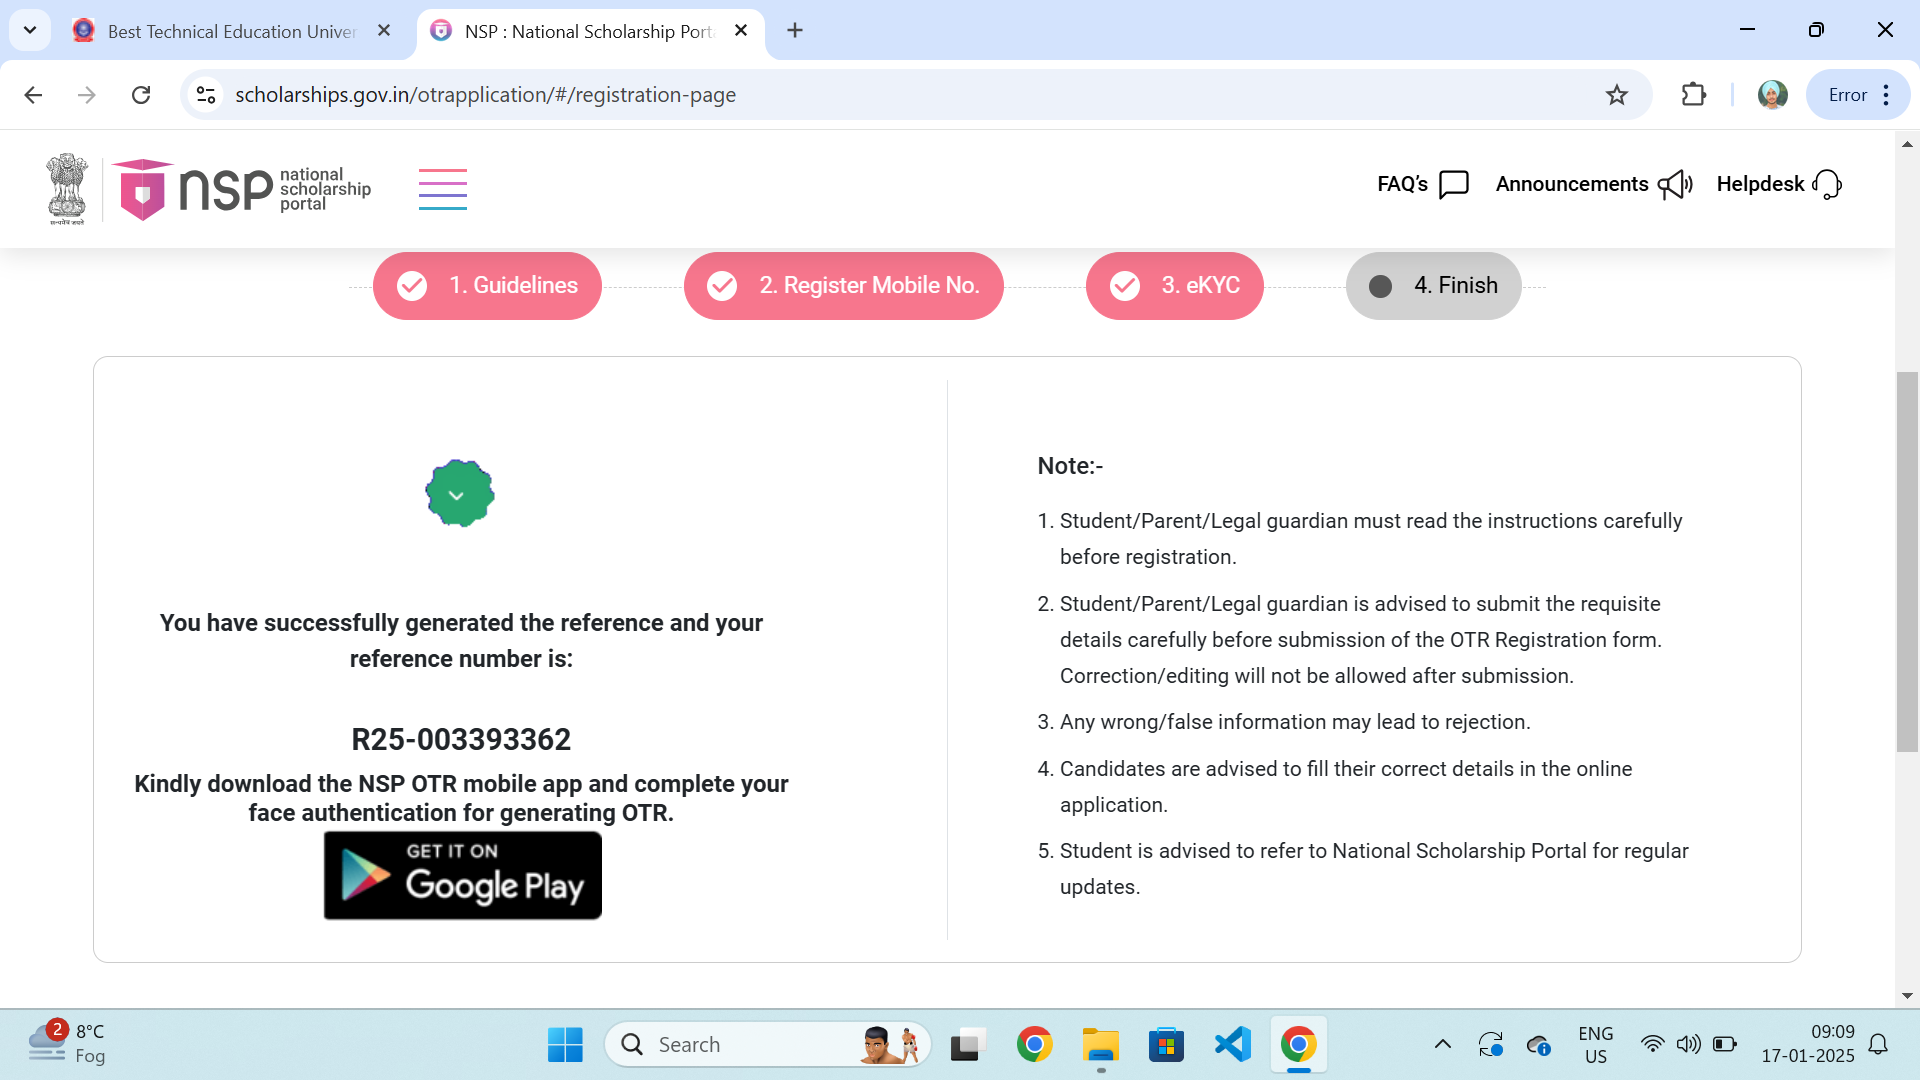 Best Technical Education Univer
NSP : National Scholarship Port
scholarships.gov.in/otrapplication/#/registration-page
Error
सत्यमेव जयते
nsp national scholarship portal
FAQ's
Announcements
Helpdesk
1. Guidelines
2. Register Mobile No.
3. eKYC
4. Finish
You have successfully generated the reference and your
reference number is:
R25-003393362
Kindly download the NSP OTR mobile app and complete your
face authentication for generating OTR.
GET IT ON
Google Play
Note:-
1. Student/Parent/Legal guardian must read the instructions carefully
before registration.
2. Student/Parent/Legal guardian is advised to submit the requisite
details carefully before submission of the OTR Registration form.
Correction/editing will not be allowed after submission.
3. Any wrong/false information may lead to rejection.
4. Candidates are advised to fill their correct details in the online
application.
5. Student is advised to refer to National Scholarship Portal for regular
updates.
2
8°C
Fog
Search
ENG
US
09:09
17-01-2025